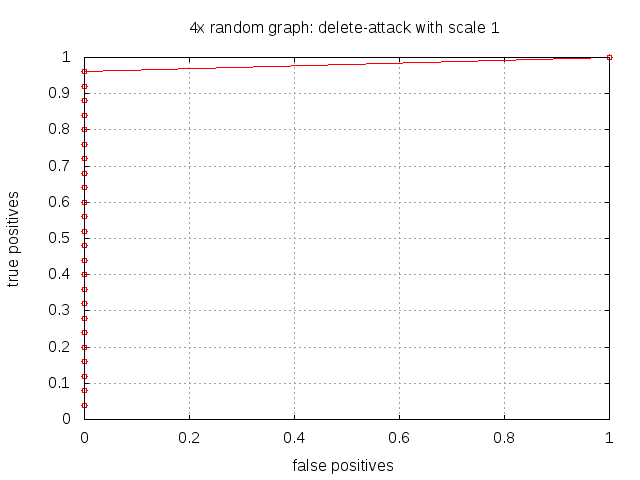 4x random graph: delete-attack with scale 1
1
0.9
0.8
0.7
0.6
0.5
0.4
0.3
0.2
0.1
0
true positives
0 0.2 0.4 0.6 0.8 1
false positives